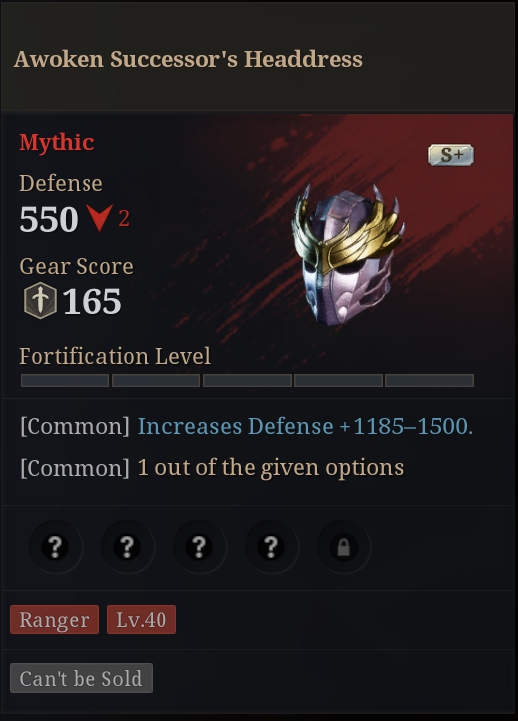 Awoken Successor's Headdress
Mythic
S+
Defense
550 2
Gear Score
165
Fortification Level
[Common] Increases Defense +1185–1500.
[Common] 1 out of the given options
? ? ? ?
Ranger Lv.40
Can't be Sold